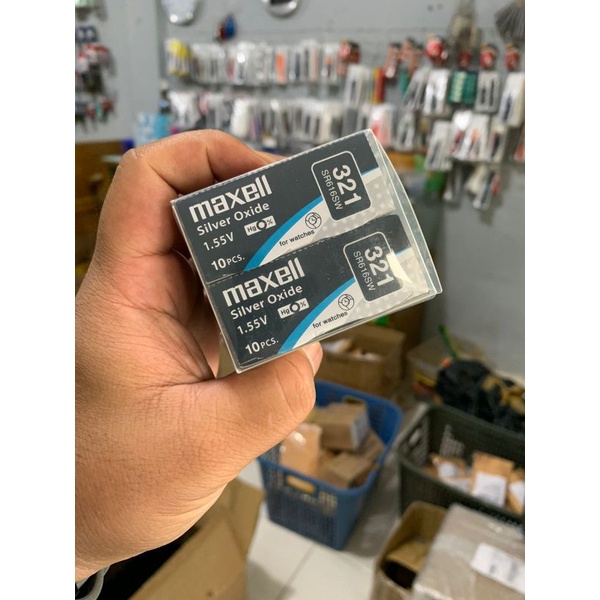 maxell
Silver Oxide
1.55V Hg 0%
10 PCS.
for watches
321
SR616SW
maxell
Silver Oxide
1.55V Hg 0%
10 PCS.
for watches
321
SR616SW